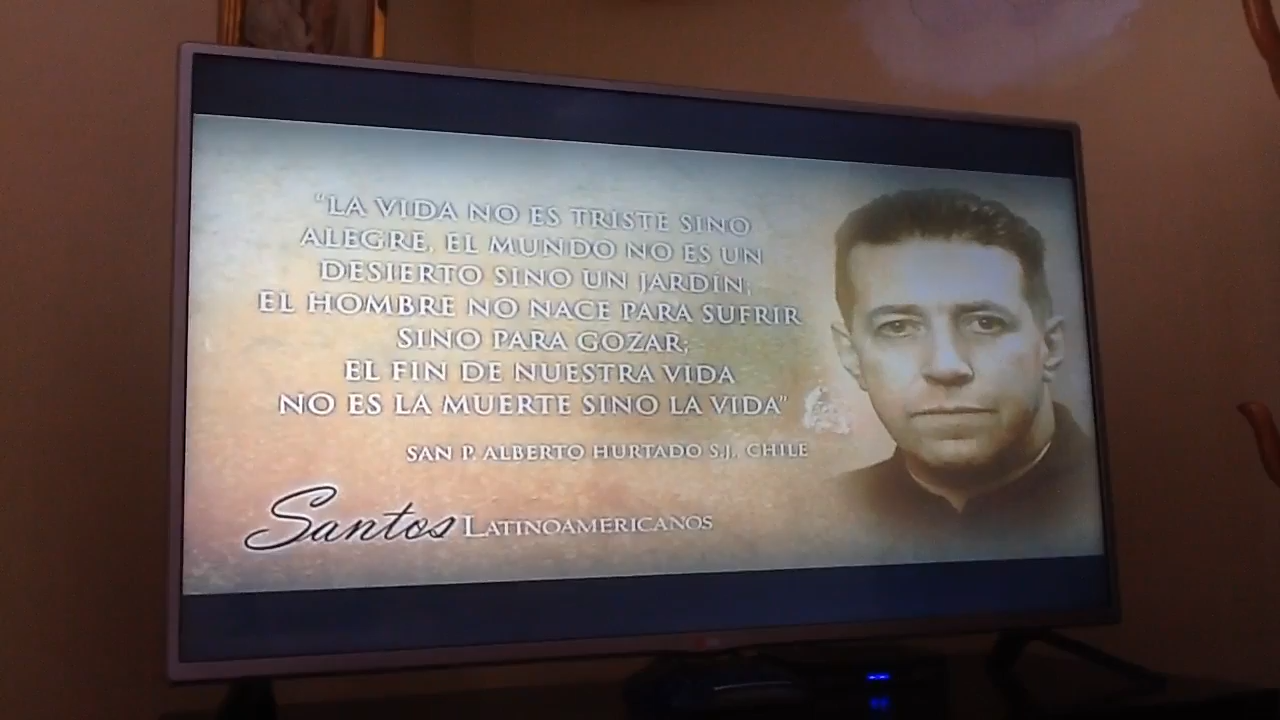 “LA VIDA NO ES TRISTE SINO
ALEGRE, EL MUNDO NO ES UN
DESIERTO SINO UN JARDÍN;
EL HOMBRE NO NACE PARA SUFRIR
SINO PARA GOZAR;
EL FIN DE NUESTRA VIDA
NO ES LA MUERTE SINO LA VIDA”
SAN P. ALBERTO HURTADO S.J. CHILE
Santos LATINOAMERICANOS